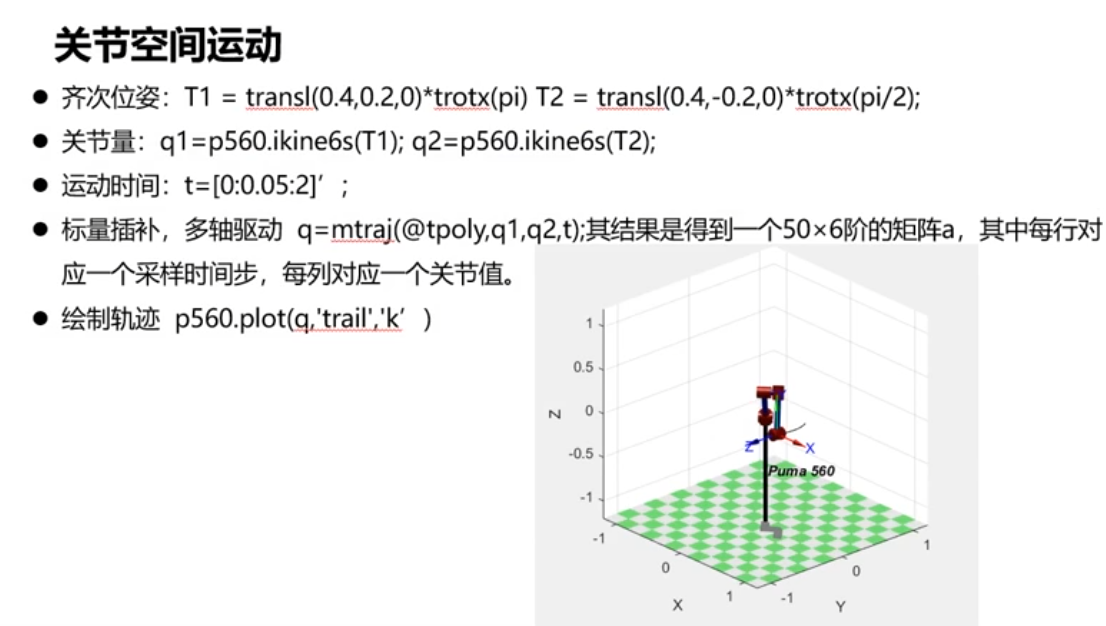 关节空间运动
● 齐次位姿：T1 = transl(0.4,0.2,0)*trotx(pi) T2 = transl(0.4,-0.2,0)*trotx(pi/2);
● 关节量：q1=p560.ikine6s(T1); q2=p560.ikine6s(T2);
● 运动时间：t=[0:0.05:2]’；
● 标量插补，多轴驱动 q=mtraj(@tpoly,q1,q2,t);其结果是得到一个50×6阶的矩阵a，其中每行对
应一个采样时间步，每列对应一个关节值。
● 绘制轨迹 p560.plot(q,'trail','k’)
1
0.5
Z
0
-0.5
-1
Z
X
Puma 560
-1
0
1
X
-1
0
1
Y